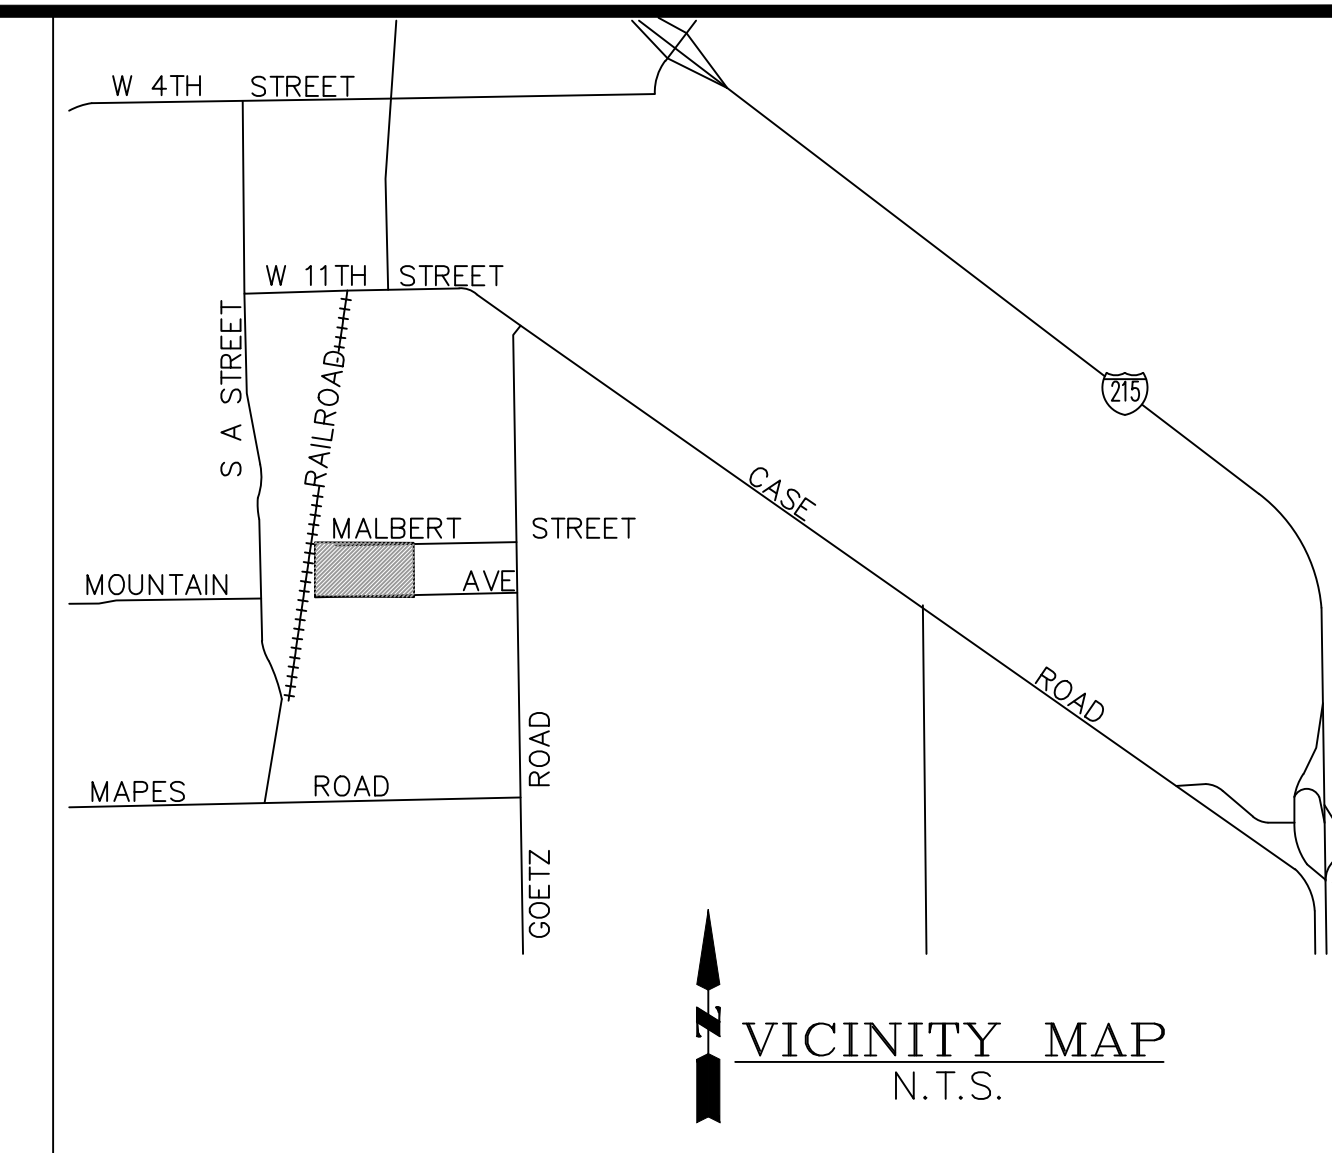 W 4TH STREET
W 11TH STREET
S A STREET
RAILROAD
215
CASE
MALBERT STREET
MOUNTAIN AVE
ROAD
MAPES ROAD
GOETZ ROAD
N
VICINITY MAP
N.T.S.